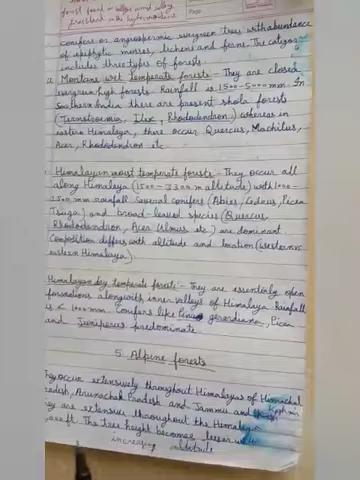 forest found
Page
conifers or angiospermic evergreen trees with abundance
of epiphytic mosses, lichens and ferns. The category
includes three types of forests
a. Montane wet temperate forests - They are closed
evergreen high forests. Rainfall is 1500-5000 mm. In
Southern India there are present shola forests
(Ternstroemia, Ilex, Rhododendron) whereas in
eastern Himalaya, there occur Quercus, Machilus,
Acer, Rhododendron etc.
Himalayan moist temperate forests - They occur all
along Himalaya (1500-3300 m altitude) with 1000-
2500 mm rainfall. Several conifers (Abies, Cedrus, Picea
Tsuga) and broad-leaved species (Quercus
Rhododendron, Acer Ulmus etc) are dominant
Composition differs with altitude and location (western vs
eastern Himalaya)
Himalayan dry temperate forests - They are essentially open
formations along with inner valleys of Himalaya. Rainfall
is < 1000 mm. Conifers like Pinus gerardiana, Picea
and Juniperus predominate
5. Alpine forests
They occur extensively throughout Himalayas of Himachal
Pradesh, Arunachal Pradesh and Jammu and Kashmir
They are extensive throughout the Himalaya
The tree height becomes lesser with
increasing altitude